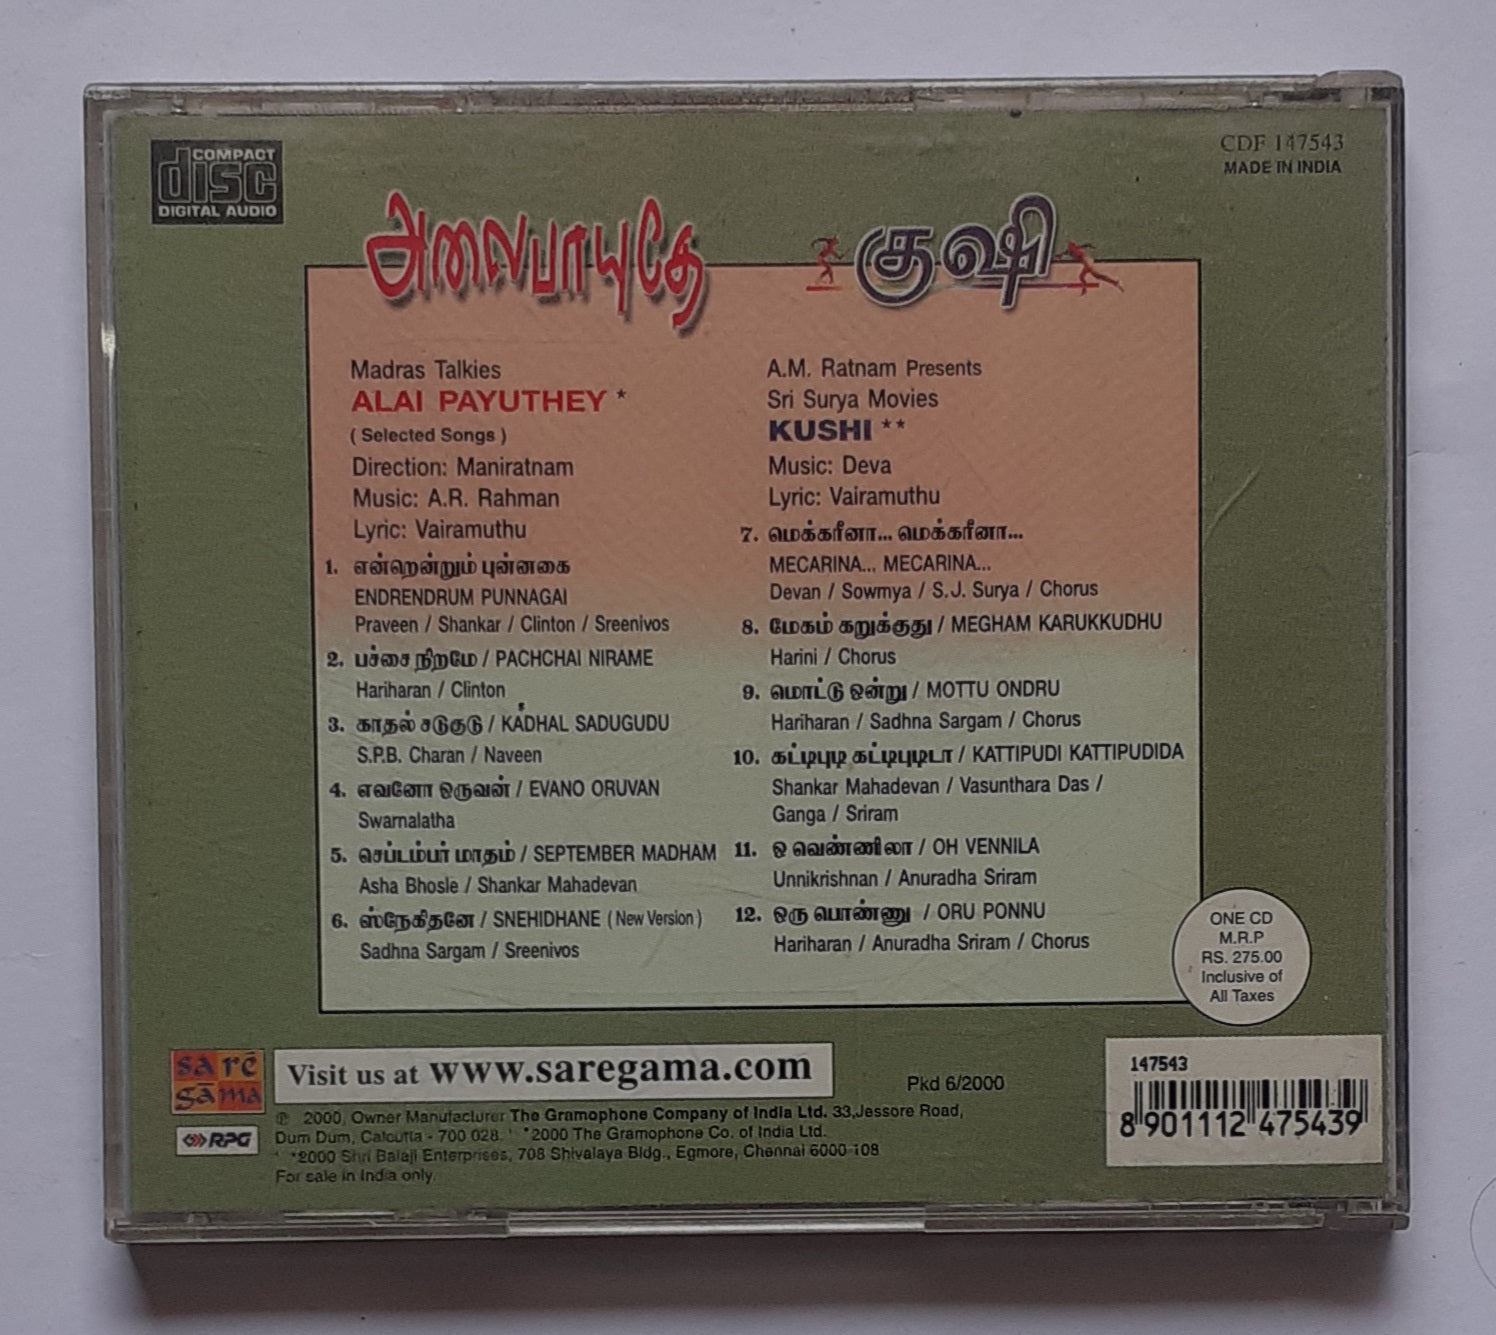 COMPACT
disc
DIGITAL AUDIO
CDF 147543
MADE IN INDIA
அலைபாயுதே
குஷி
Madras Talkies
ALAI PAYUTHEY *
( Selected Songs )
Direction: Maniratnam
Music: A.R. Rahman
Lyric: Vairamuthu
1. என்றென்றும் புன்னகை
ENDRENDRUM PUNNAGAI
Praveen / Shankar / Clinton / Sreenivos
2. பச்சை நிறமே / PACHCHAI NIRAME
Hariharan / Clinton
3. காதல் சடுகுடு / KADHAL SADUGUDU
S.P.B. Charan / Naveen
4. எவனோ ஒருவன் / EVANO ORUVAN
Swarnalatha
5. செப்டம்பர் மாதம் / SEPTEMBER MADHAM
Asha Bhosle / Shankar Mahadevan
6. ஸ்நேகிதனே / SNEHIDHANE ( New Version )
Sadhna Sargam / Sreenivos
A.M. Ratnam Presents
Sri Surya Movies
KUSHI **
Music: Deva
Lyric: Vairamuthu
7. மெக்கரீனா... மெக்கரீனா...
MECARINA... MECARINA...
Devan / Sowmya / S.J. Surya / Chorus
8. மேகம் கறுக்குது / MEGHAM KARUKKUDHU
Harini / Chorus
9. மொட்டு ஒன்று / MOTTU ONDRU
Hariharan / Sadhna Sargam / Chorus
10. கட்டிபுடி கட்டிபுடிடா / KATTIPUDI KATTIPUDIDA
Shankar Mahadevan / Vasunthara Das /
Ganga / Sriram
11. ஒ வெண்ணிலா / OH VENNILA
Unnikrishnan / Anuradha Sriram
12. ஒரு பொண்ணு / ORU PONNU
Hariharan / Anuradha Sriram / Chorus
ONE CD
M.R.P
RS. 275.00
Inclusive of
All Taxes
sa rē
gāma
RPG
Visit us at www.saregama.com
Pkd 6/2000
℗ 2000, Owner Manufacturer The Gramophone Company of India Ltd. 33,Jessore Road,
Dum Dum, Calcutta - 700 028. *2000 The Gramophone Co. of India Ltd.
**2000 Shri Balaji Enterprises, 708 Shivalaya Bldg., Egmore, Chennai 6000 108
For sale in India only.
147543
8 901112 475439